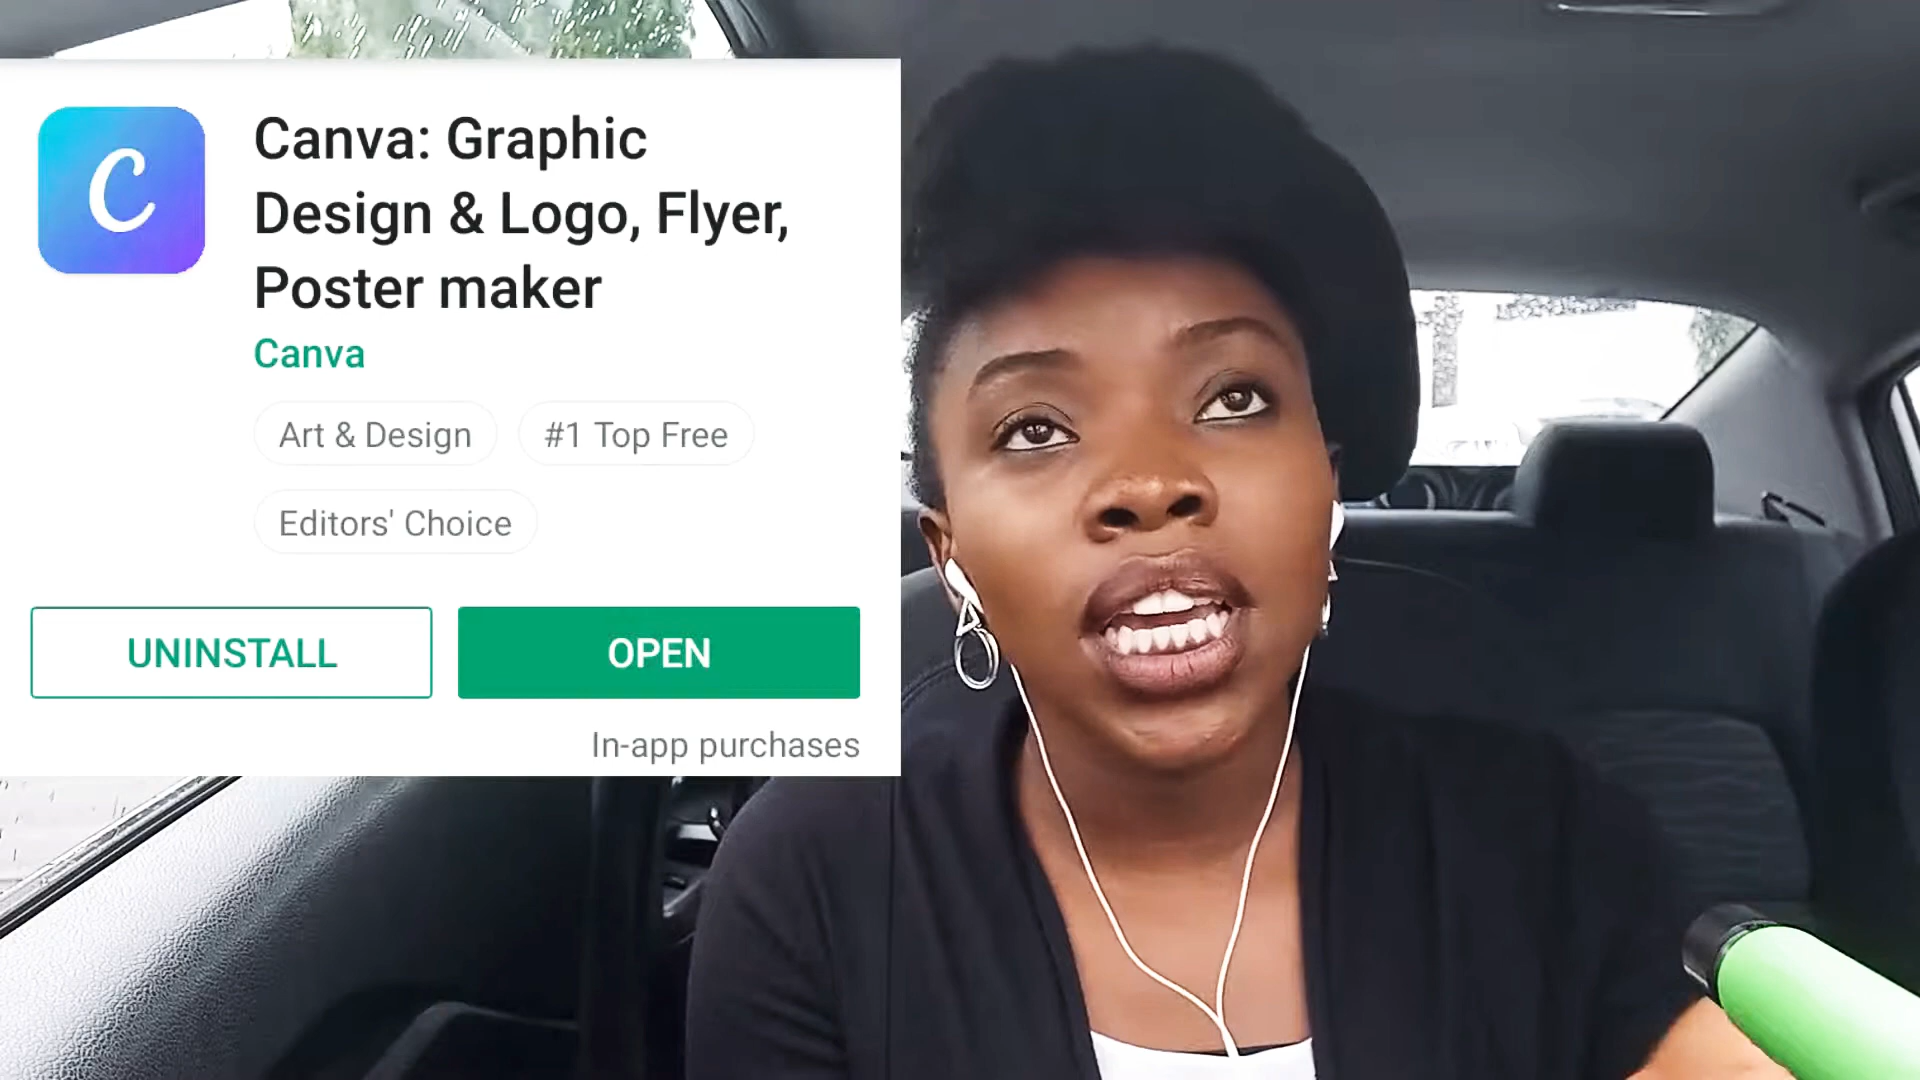 C
Canva: Graphic
Design & Logo, Flyer,
Poster maker
Canva
Art & Design
#1 Top Free
Editors' Choice
UNINSTALL
OPEN
In-app purchases